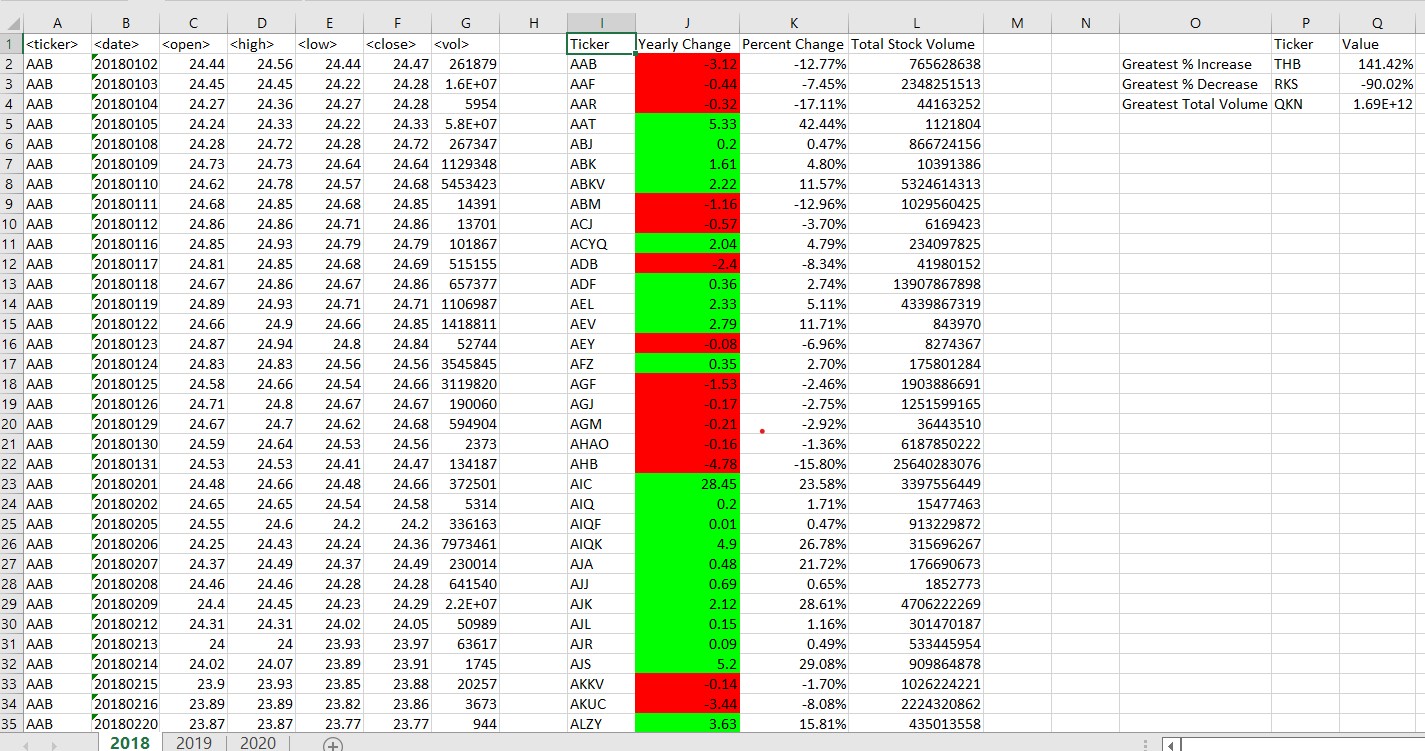 A B C D E F G H I J K L M N O P Q
1 <ticker> <date> <open> <high> <low> <close> <vol> Ticker Yearly Change Percent Change Total Stock Volume Ticker Value
2 AAB 20180102 24.44 24.56 24.44 24.47 261879 AAB -3.12 -12.77% 765628638 Greatest % Increase THB 141.42%
3 AAB 20180103 24.45 24.45 24.22 24.28 1.6E+07 AAF -0.44 -7.45% 2348251513 Greatest % Decrease RKS -90.02%
4 AAB 20180104 24.27 24.36 24.27 24.28 5954 AAR -0.32 -17.11% 44163252 Greatest Total Volume QKN 1.69E+12
5 AAB 20180105 24.24 24.33 24.22 24.33 5.8E+07 AAT 5.33 42.44% 1121804
6 AAB 20180108 24.28 24.72 24.28 24.72 267347 ABJ 0.2 0.47% 866724156
7 AAB 20180109 24.73 24.73 24.64 24.64 1129348 ABK 1.61 4.80% 10391386
8 AAB 20180110 24.62 24.78 24.57 24.68 5453423 ABKV 2.22 11.57% 5324614313
9 AAB 20180111 24.68 24.85 24.68 24.85 14391 ABM -1.16 -12.96% 1029560425
10 AAB 20180112 24.86 24.86 24.71 24.86 13701 ACJ -0.57 -3.70% 6169423
11 AAB 20180116 24.85 24.93 24.79 24.79 101867 ACYQ 2.04 4.79% 234097825
12 AAB 20180117 24.81 24.85 24.68 24.69 515155 ADB -2.4 -8.34% 41980152
13 AAB 20180118 24.67 24.86 24.67 24.86 657377 ADF 0.36 2.74% 13907867898
14 AAB 20180119 24.89 24.93 24.71 24.71 1106987 AEL 2.33 5.11% 4339867319
15 AAB 20180122 24.66 24.9 24.66 24.85 1418811 AEV 2.79 11.71% 843970
16 AAB 20180123 24.87 24.94 24.8 24.84 52744 AEY -0.08 -6.96% 8274367
17 AAB 20180124 24.83 24.83 24.56 24.56 3545845 AFZ 0.35 2.70% 175801284
18 AAB 20180125 24.58 24.66 24.54 24.66 3119820 AGF -1.53 -2.46% 1903886691
19 AAB 20180126 24.71 24.8 24.67 24.67 190060 AGJ -0.17 -2.75% 1251599165
20 AAB 20180129 24.67 24.7 24.62 24.68 594904 AGM -0.21 -2.92% 36443510
21 AAB 20180130 24.59 24.64 24.53 24.56 2373 AHAO -0.16 -1.36% 6187850222
22 AAB 20180131 24.53 24.53 24.41 24.47 134187 AHB -4.78 -15.80% 25640283076
23 AAB 20180201 24.48 24.66 24.48 24.66 372501 AIC 28.45 23.58% 3397556449
24 AAB 20180202 24.65 24.65 24.54 24.58 5314 AIQ 0.2 1.71% 15477463
25 AAB 20180205 24.55 24.6 24.2 24.2 336163 AIQF 0.01 0.47% 913229872
26 AAB 20180206 24.25 24.43 24.24 24.36 7973461 AIQK 4.9 26.78% 315696267
27 AAB 20180207 24.37 24.49 24.37 24.49 230014 AJA 0.48 21.72% 176690673
28 AAB 20180208 24.46 24.46 24.28 24.28 641540 AJJ 0.69 0.65% 1852773
29 AAB 20180209 24.4 24.45 24.23 24.29 2.2E+07 AJK 2.12 28.61% 4706222269
30 AAB 20180212 24.31 24.31 24.02 24.05 50989 AJL 0.15 1.16% 301470187
31 AAB 20180213 24 24 23.93 23.97 63617 AJR 0.09 0.49% 533445954
32 AAB 20180214 24.02 24.07 23.89 23.91 1745 AJS 5.2 29.08% 909864878
33 AAB 20180215 23.9 23.93 23.85 23.88 20257 AKKV -0.14 -1.70% 1026224221
34 AAB 20180216 23.89 23.89 23.82 23.86 3673 AKUC -3.44 -8.08% 2224320862
35 AAB 20180220 23.87 23.87 23.77 23.77 944 ALZY 3.63 15.81% 435013558
2018 2019 2020